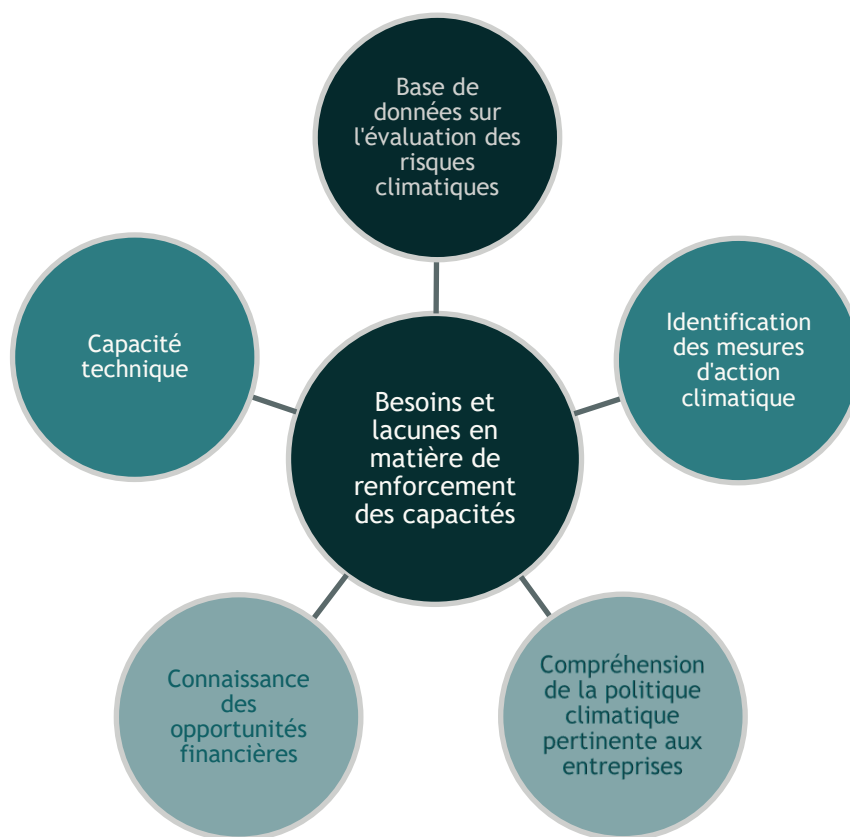 Base de
données sur
l'évaluation des
risques
climatiques
Capacité
technique
Identification
des mesures
d'action
climatique
Besoins et
lacunes en
matière de
renforcement
des capacités
Connaissance
des
opportunités
financières
Compréhension
de la politique
climatique
pertinente aux
entreprises